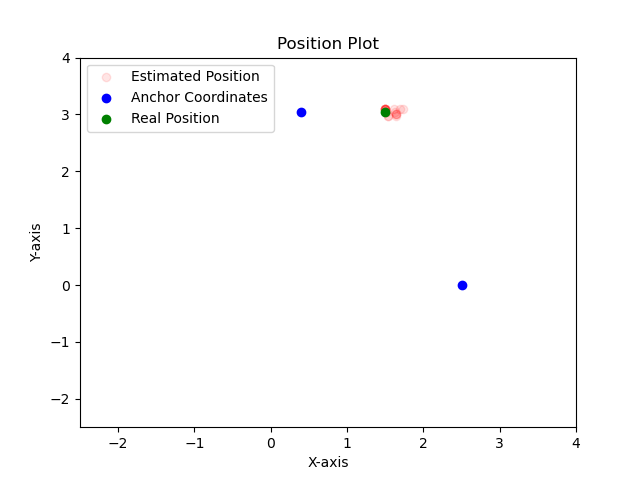 Position Plot
Estimated Position
Anchor Coordinates
Real Position
Y-axis
4
3
2
1
0
−1
−2
−2 −1 0 1 2 3 4
X-axis